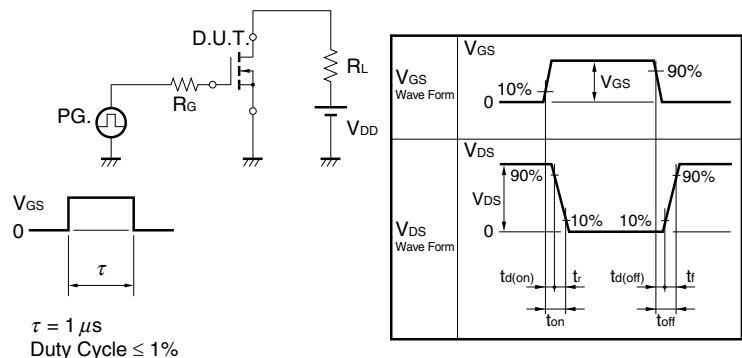 D.U.T.
RL
RG
PG.
VDD
VGS
0
τ
τ = 1 μs
Duty Cycle ≤ 1%
VGS
Wave Form
VGS
10%
VGS
90%
0
VDS
Wave Form
VDS
90%
90%
VDS
10%
10%
0
td(on)
tr
td(off)
tf
ton
toff